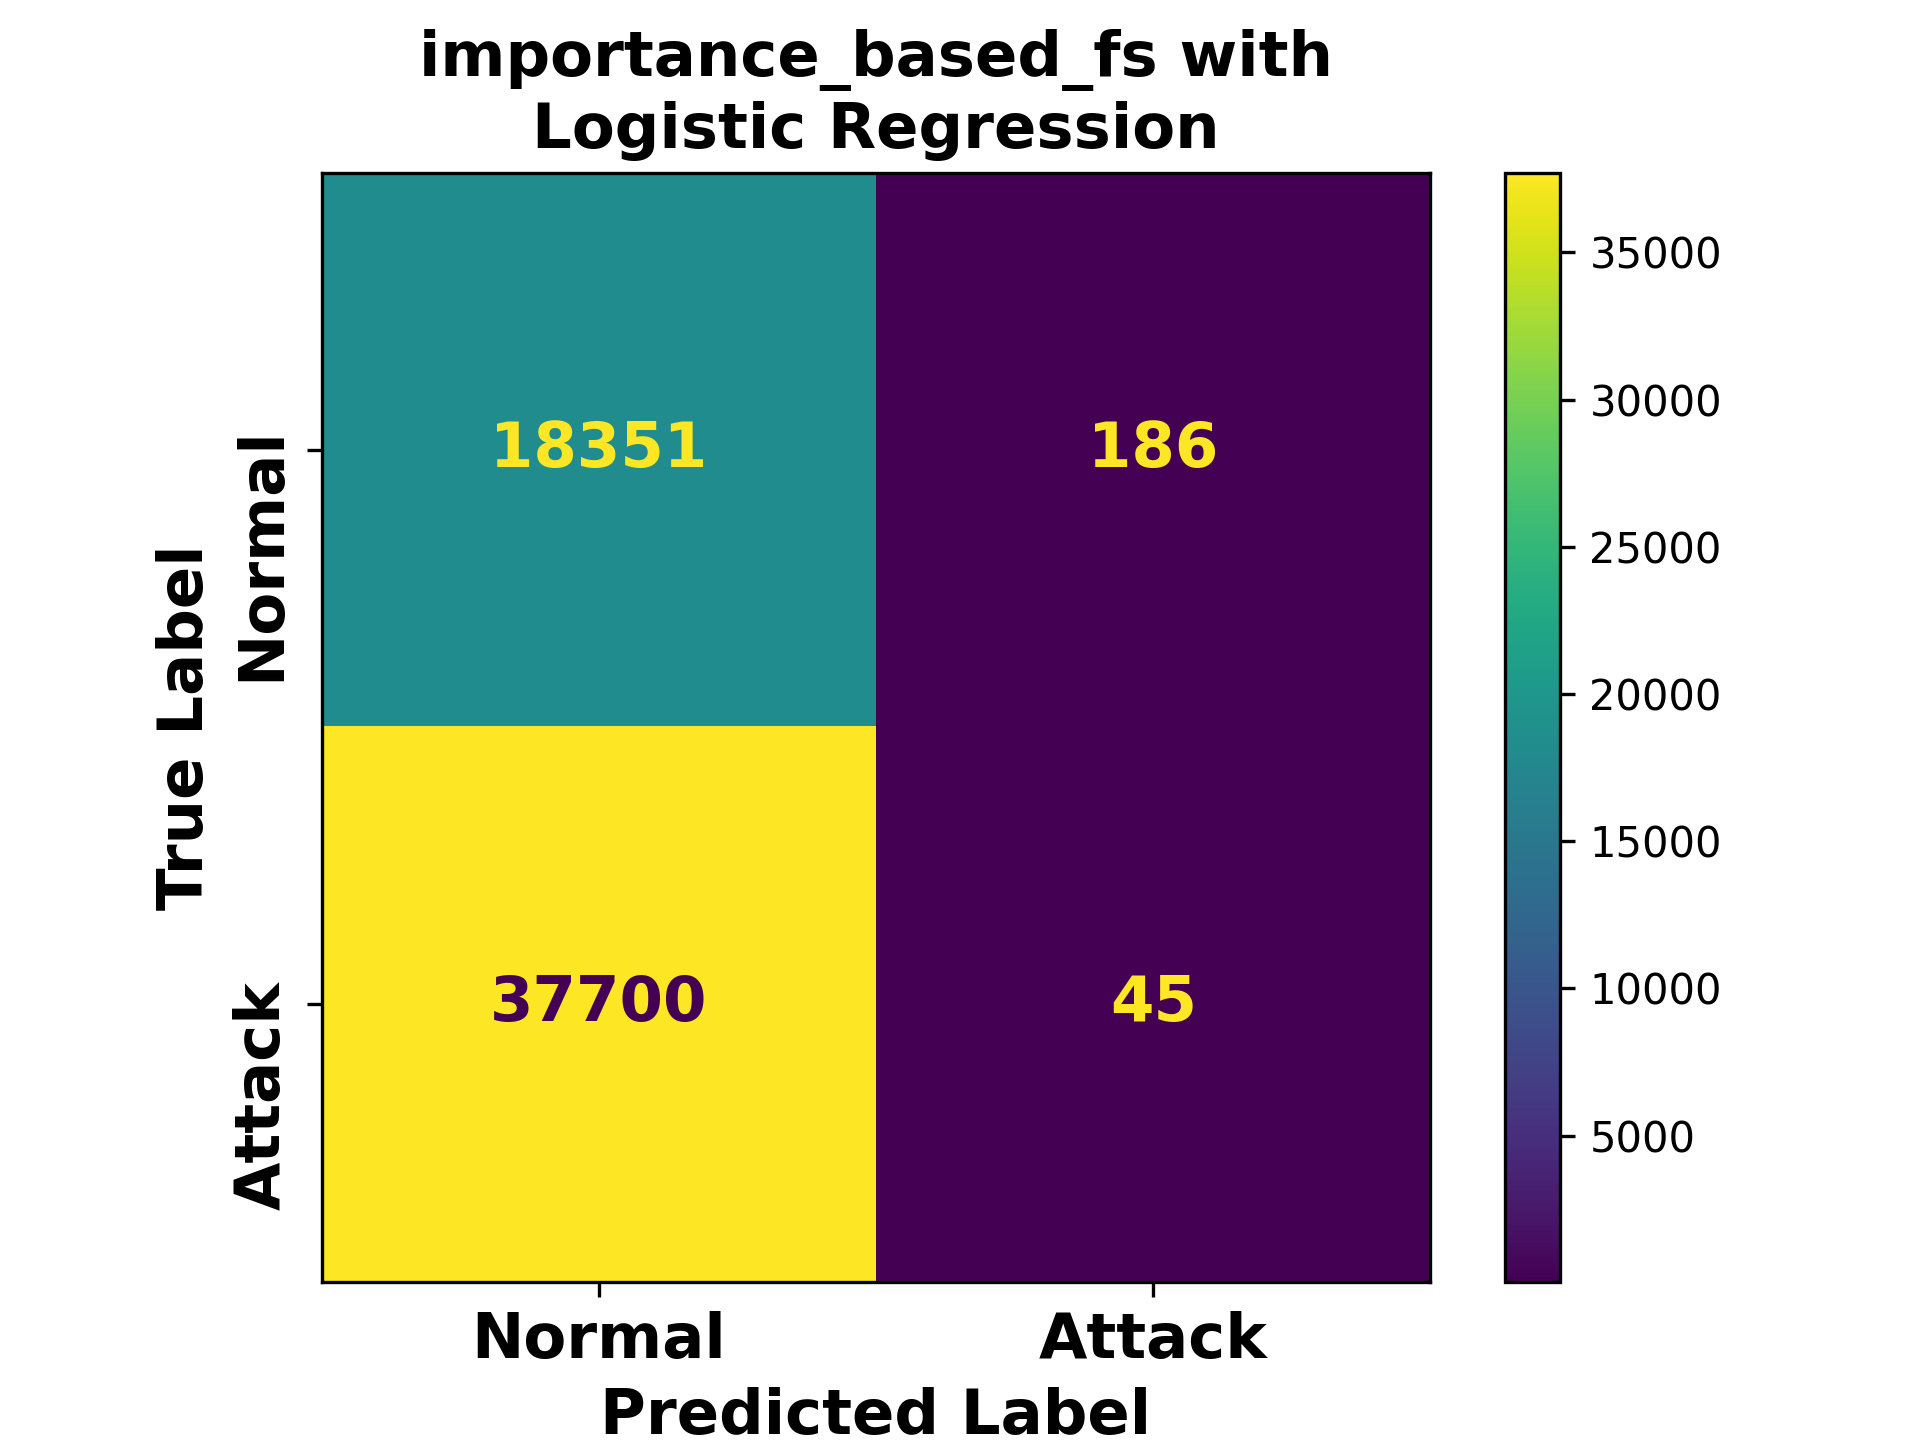 importance_based_fs with
Logistic Regression
True Label
Normal
Attack
18351
186
37700
45
Normal
Attack
Predicted Label
35000
30000
25000
20000
15000
10000
5000